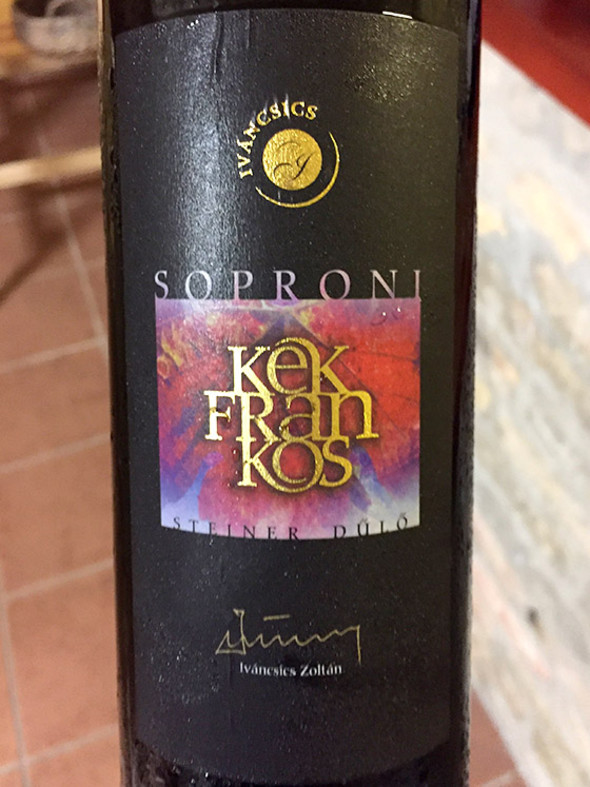 IVÁNCSICS
SOPRONI
Kék
Fran
kos
STEINER DŰLŐ
Iváncsics Zoltán